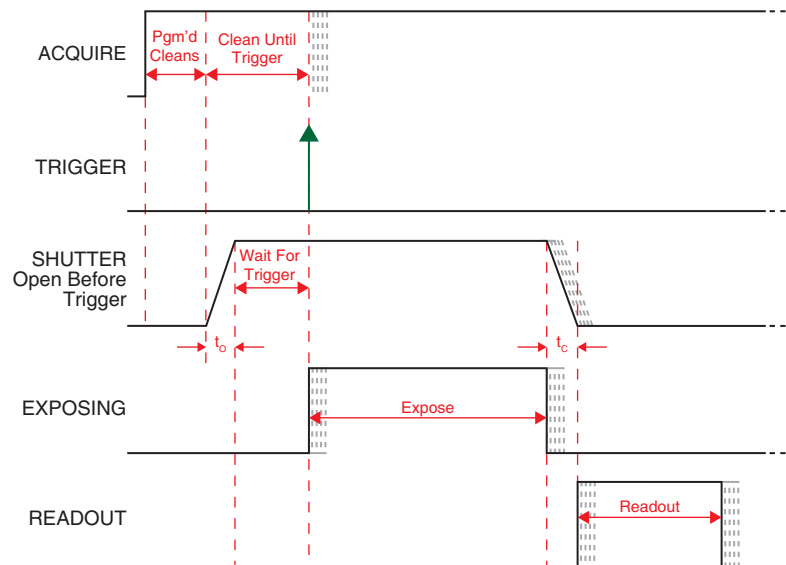 ACQUIRE
Pgm'd
Cleans
Clean Until
Trigger
TRIGGER
SHUTTER
Open Before
Trigger
Wait For
Trigger
tO
tC
EXPOSING
Expose
READOUT
Readout